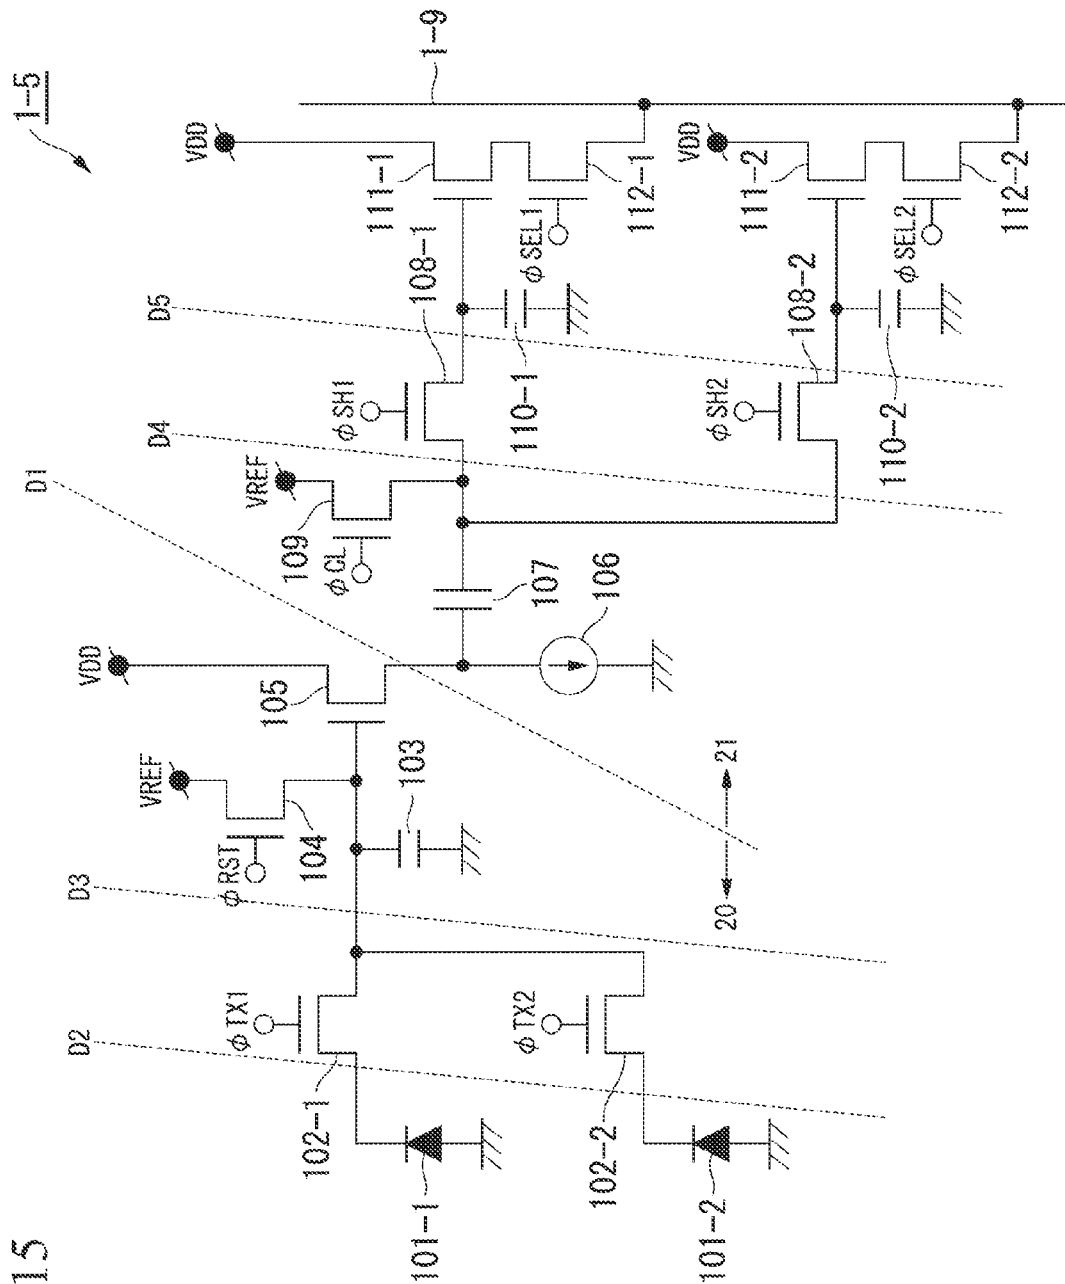 15
1-5
D1
D2
D3
D4
D5
VDD
VREF
VDD
VREF
VDD
VDD
1-9
φTX1
φTX2
φRST
φCL
φSH1
φSH2
φSEL1
φSEL2
101-1
101-2
102-1
102-2
103
104
105
106
107
108-1
108-2
109
110-1
110-2
111-1
111-2
112-1
112-2
20
21